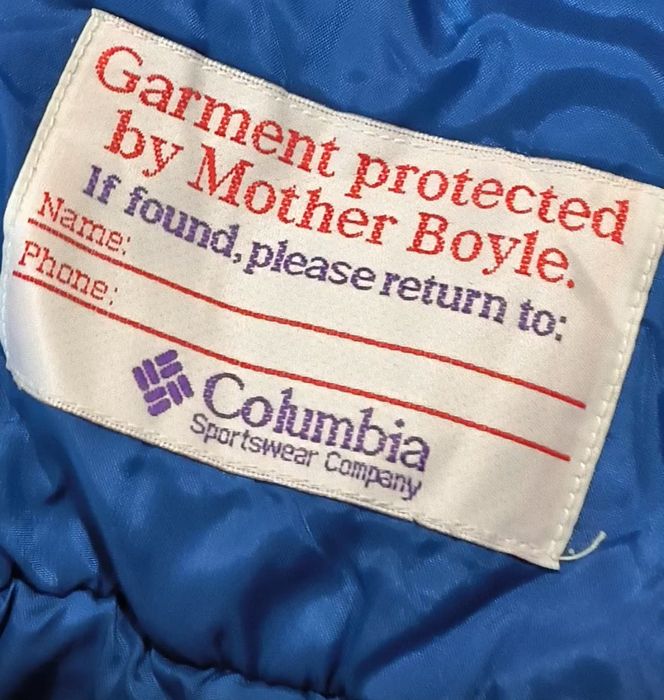 Garment protected
by Mother Boyle.
If found, please return to:
Name:
Phone:
Columbia
Sportswear Company